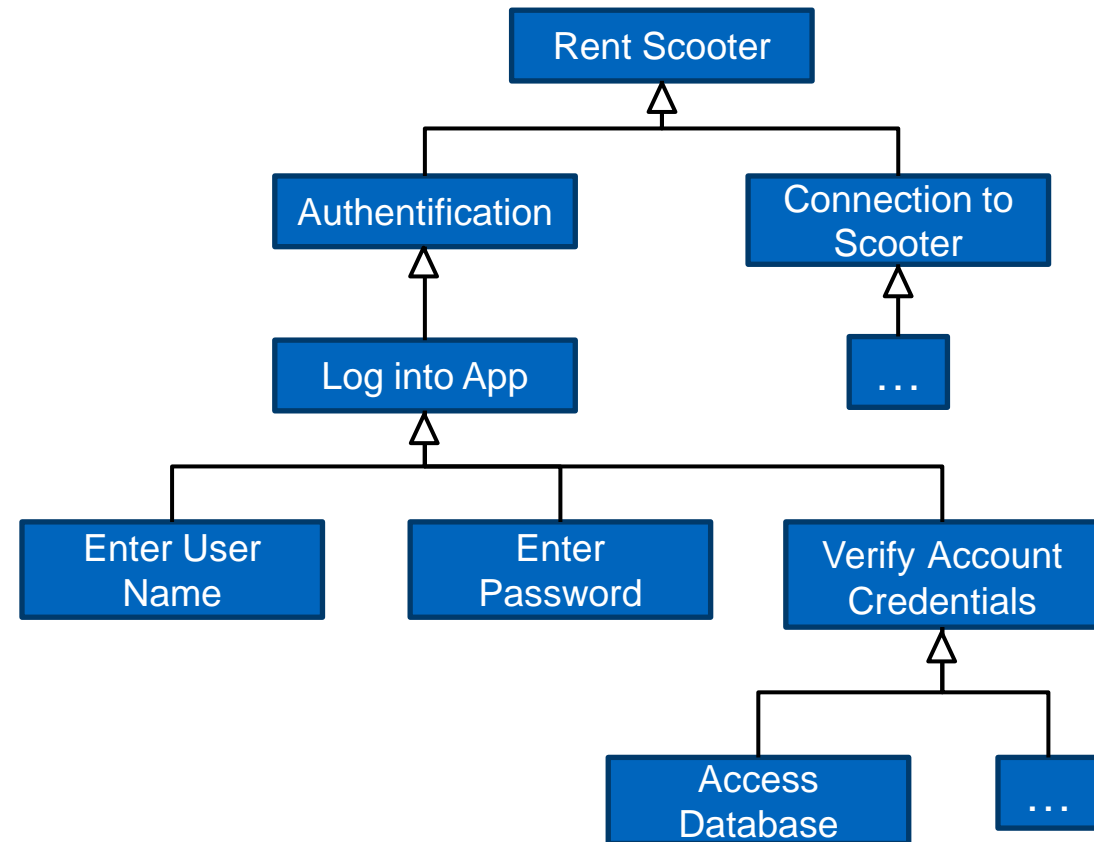 Rent Scooter
Authentification
Connection to
Scooter
Log into App
...
Enter User
Name
Enter
Password
Verify Account
Credentials
Access
Database
...